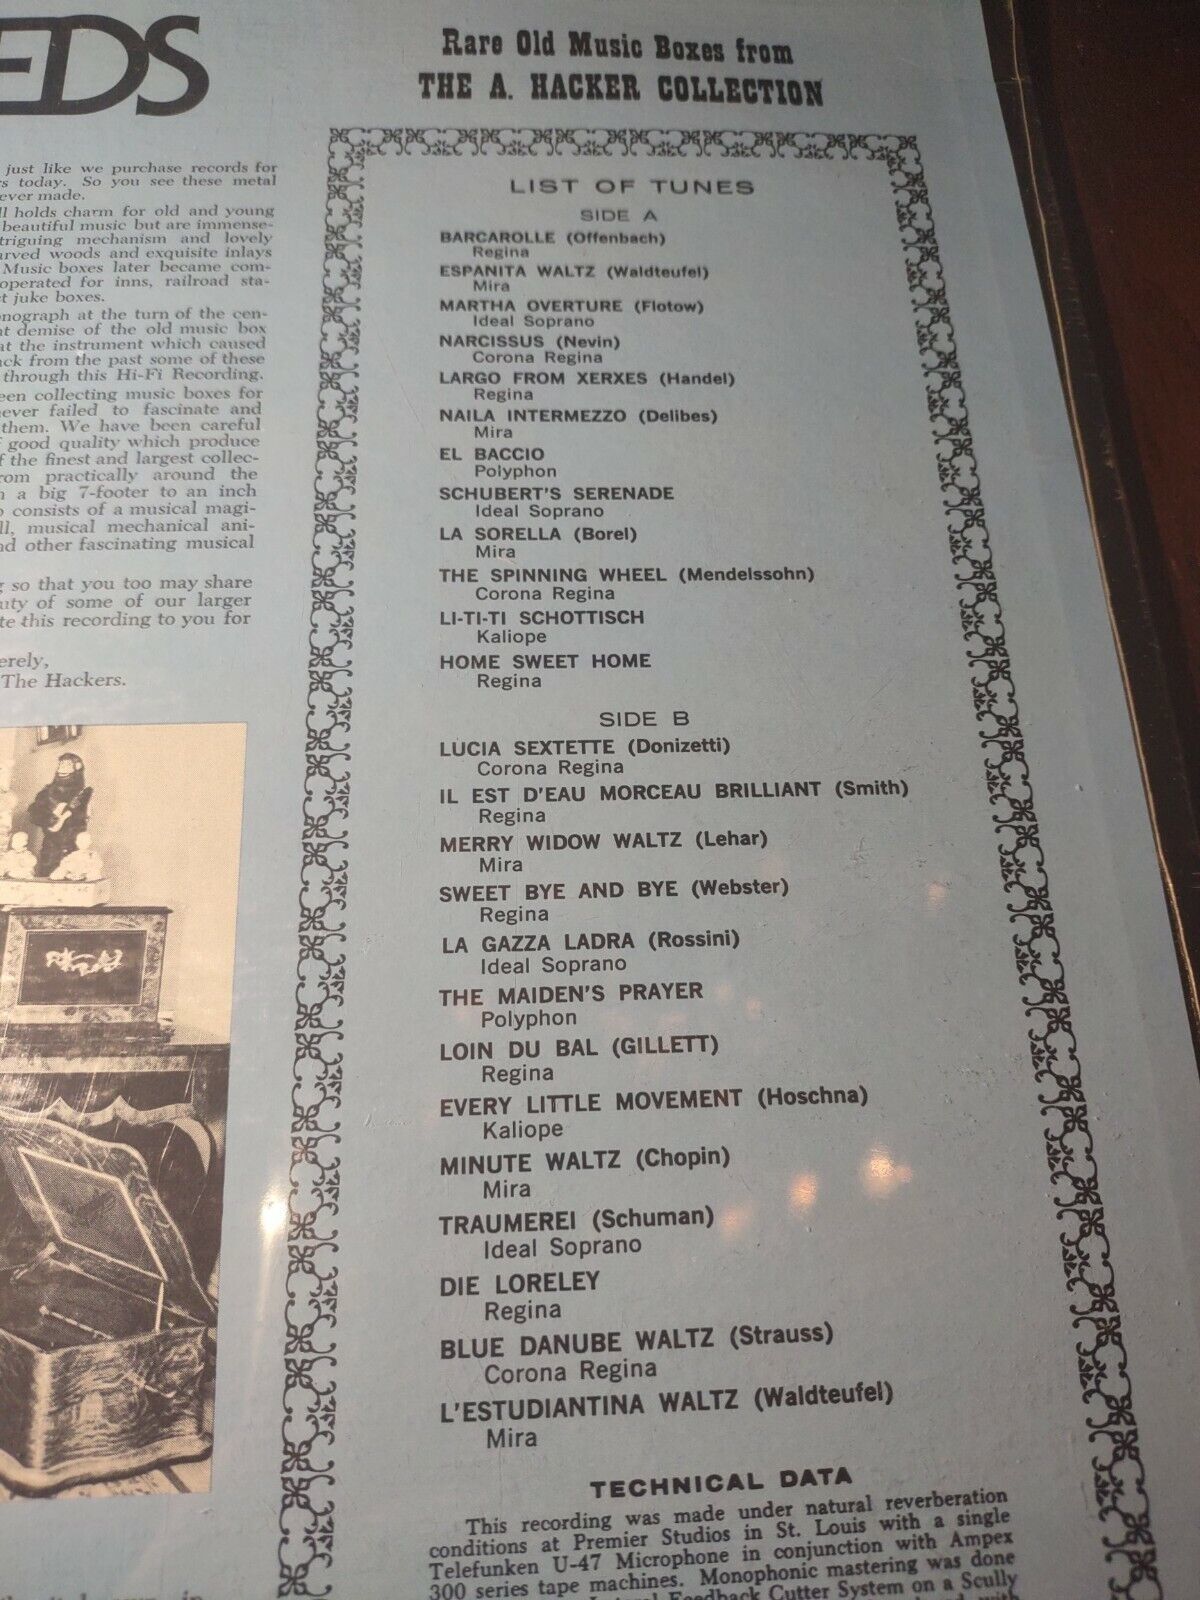 EDS
just like we purchase records for
today. So you see these metal
ever made.
holds charm for old and young
beautiful music but are immense-
triguing mechanism and lovely
arved woods and exquisite inlays
Music boxes later became com-
operated for inns, railroad sta-
st juke boxes.
onograph at the turn of the cen-
nt demise of the old music box
at the instrument which caused
ack from the past some of these
through this Hi-Fi Recording.
een collecting music boxes for
never failed to fascinate and
them. We have been careful
f good quality which produce
f the finest and largest collec-
rom practically around the
a big 7-footer to an inch
consists of a musical magi-
ll, musical mechanical ani-
nd other fascinating musical
g so that you too may share
uty of some of our larger
te this recording to you for
erely,
The Hackers.
Rare Old Music Boxes from
THE A. HACKER COLLECTION
LIST OF TUNES
SIDE A
BARCAROLLE (Offenbach)
Regina
ESPANITA WALTZ (Waldteufel)
Mira
MARTHA OVERTURE (Flotow)
Ideal Soprano
NARCISSUS (Nevin)
Corona Regina
LARGO FROM XERXES (Handel)
Regina
NAILA INTERMEZZO (Delibes)
Mira
EL BACCIO
Polyphon
SCHUBERT'S SERENADE
Ideal Soprano
LA SORELLA (Borel)
Mira
THE SPINNING WHEEL (Mendelssohn)
Corona Regina
LI-TI-TI SCHOTTISCH
Kaliope
HOME SWEET HOME
Regina
SIDE B
LUCIA SEXTETTE (Donizetti)
Corona Regina
IL EST D'EAU MORCEAU BRILLIANT (Smith)
Regina
MERRY WIDOW WALTZ (Lehar)
Mira
SWEET BYE AND BYE (Webster)
Regina
LA GAZZA LADRA (Rossini)
Ideal Soprano
THE MAIDEN'S PRAYER
Polyphon
LOIN DU BAL (GILLETT)
Regina
EVERY LITTLE MOVEMENT (Hoschna)
Kaliope
MINUTE WALTZ (Chopin)
Mira
TRAUMEREI (Schuman)
Ideal Soprano
DIE LORELEY
Regina
BLUE DANUBE WALTZ (Strauss)
Corona Regina
L'ESTUDIANTINA WALTZ (Waldteufel)
Mira
TECHNICAL DATA
This recording was made under natural reverberation
conditions at Premier Studios in St. Louis with a single
Telefunken U-47 Microphone in conjunction with Ampex
300 series tape machines. Monophonic mastering was done
Feedback Cutter System on a Scully